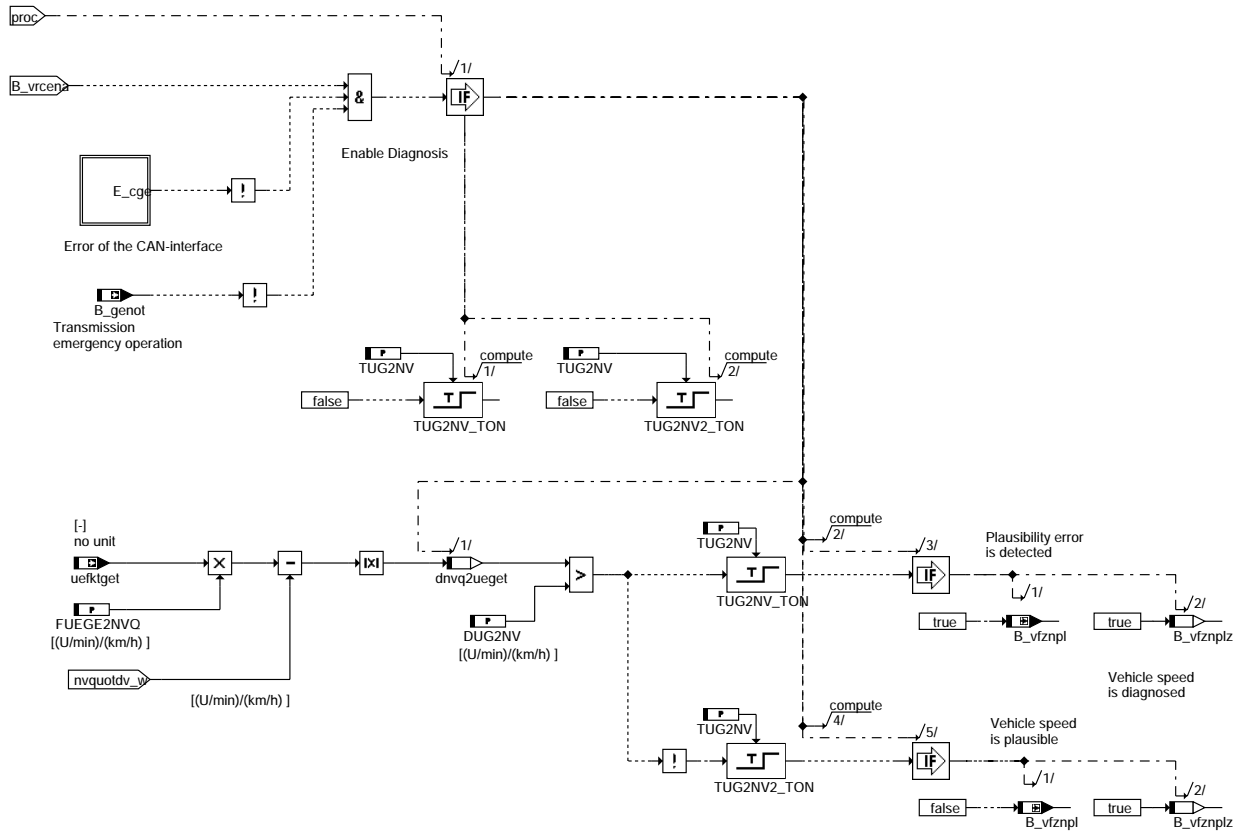 proc
/1/
B_vrcena
&
IF
Enable Diagnosis
E_cge
!
Error of the CAN-interface
!
B_genot
Transmission
emergency operation
P
TUG2NV
compute
1/
P
TUG2NV
compute
2/
false
T
TUG2NV_TON
false
T
TUG2NV2_TON
[-]
no unit
uefktget
X
-
|x|
/1/
dnvq2ueget
>
P
FUEGE2NVQ
[(U/min)/(km/h) ]
P
DUG2NV
[(U/min)/(km/h) ]
nvquotdv_w
[(U/min)/(km/h) ]
P
TUG2NV
compute
2/
T
TUG2NV_TON
/3/
IF
Plausibility error
is detected
/1/
/2/
true
B_vfznpl
true
B_vfznplz
Vehicle speed
is diagnosed
P
TUG2NV
compute
4/
!
T
TUG2NV2_TON
/5/
IF
Vehicle speed
is plausible
/1/
/2/
false
B_vfznpl
true
B_vfznplz